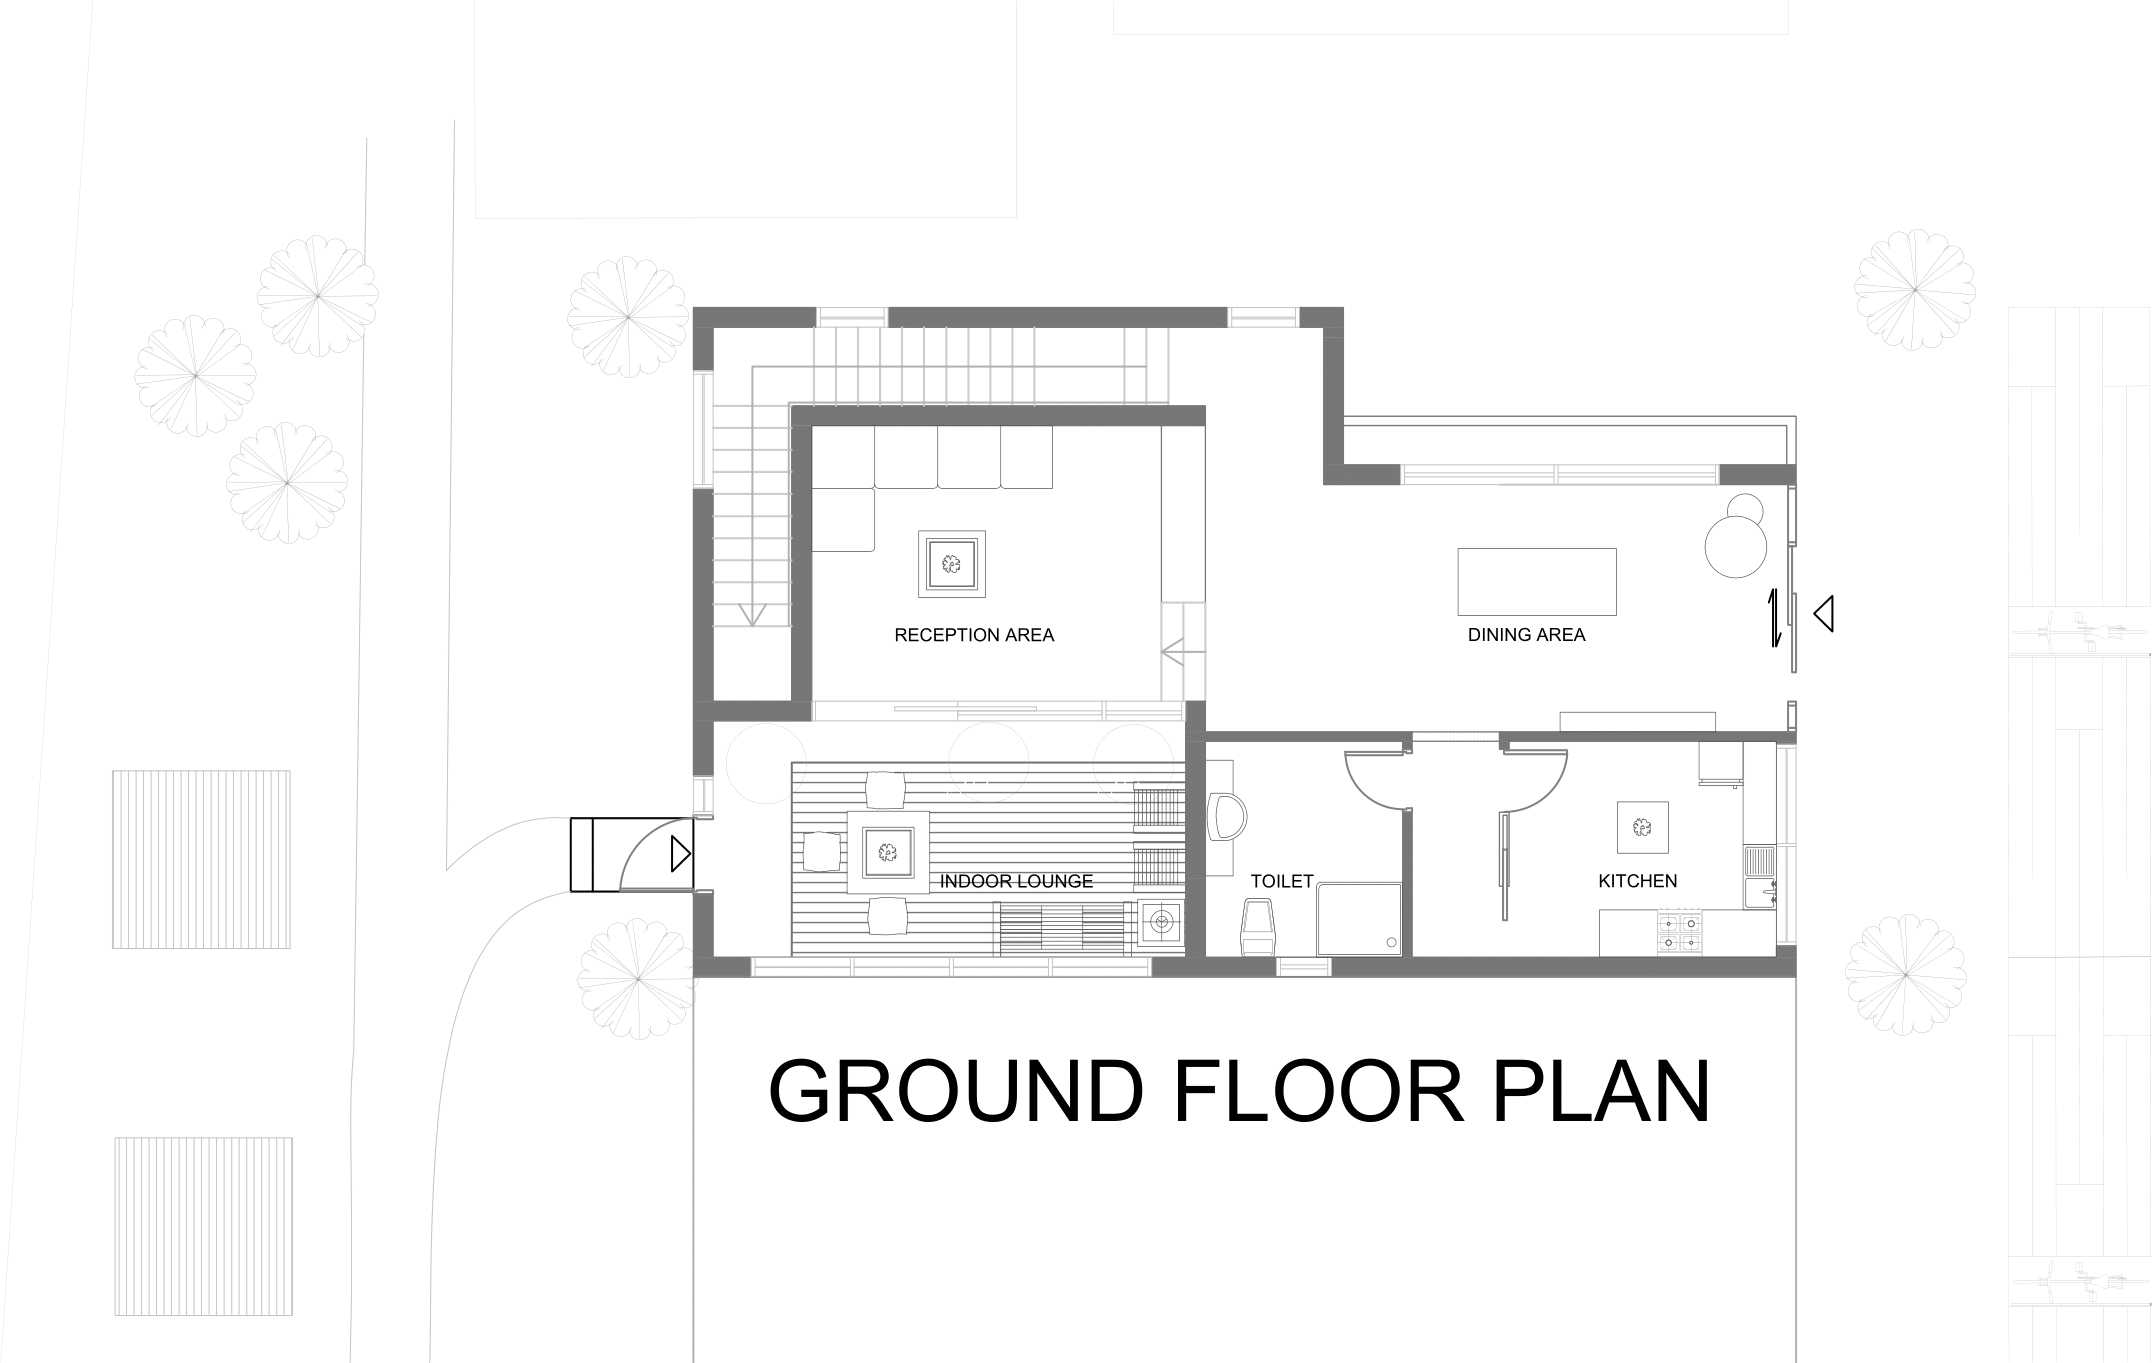 RECEPTION AREA
DINING AREA
INDOOR LOUNGE
TOILET
KITCHEN
GROUND FLOOR PLAN